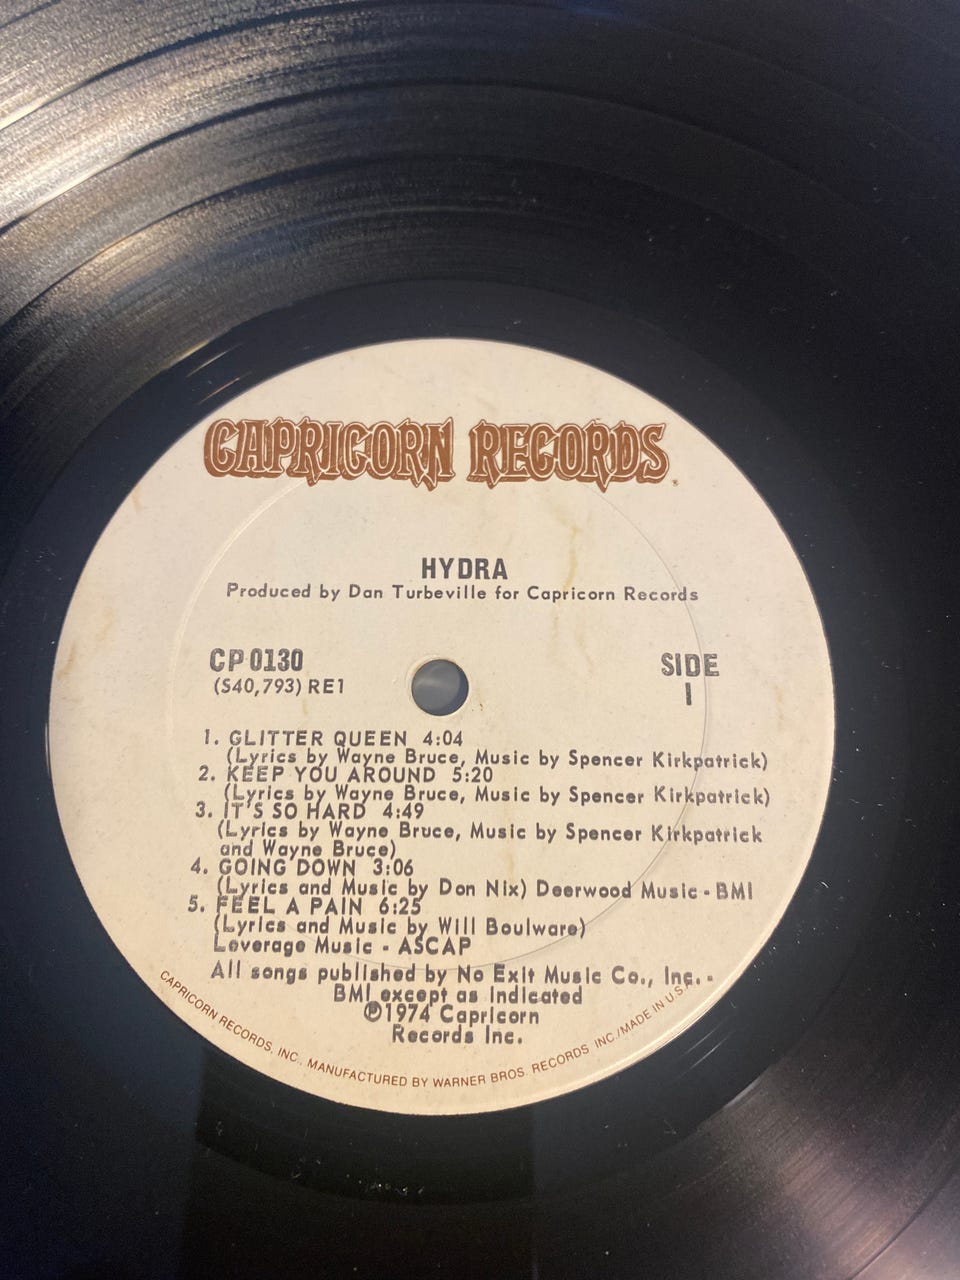 CAPRICORN RECORDS
HYDRA
Produced by Dan Turbeville for Capricorn Records
CP 0130
(S40,793) RE1
SIDE
1
1. GLITTER QUEEN 4:04
(Lyrics by Wayne Bruce, Music by Spencer Kirkpatrick)
2. KEEP YOU AROUND 5:20
(Lyrics by Wayne Bruce, Music by Spencer Kirkpatrick)
3. IT'S SO HARD 4:49
(Lyrics by Wayne Bruce, Music by Spencer Kirkpatrick
and Wayne Bruce)
4. GOING DOWN 3:06
(Lyrics and Music by Don Nix) Deerwood Music - BMI
5. FEEL A PAIN 6:25
(Lyrics and Music by Will Boulware)
Leverage Music - ASCAP
All songs published by No Exit Music Co., Inc. -
BMI except as indicated
℗1974 Capricorn
Records Inc.
CAPRICORN RECORDS, INC., MANUFACTURED BY WARNER BROS. RECORDS INC./MADE IN U.S.A.